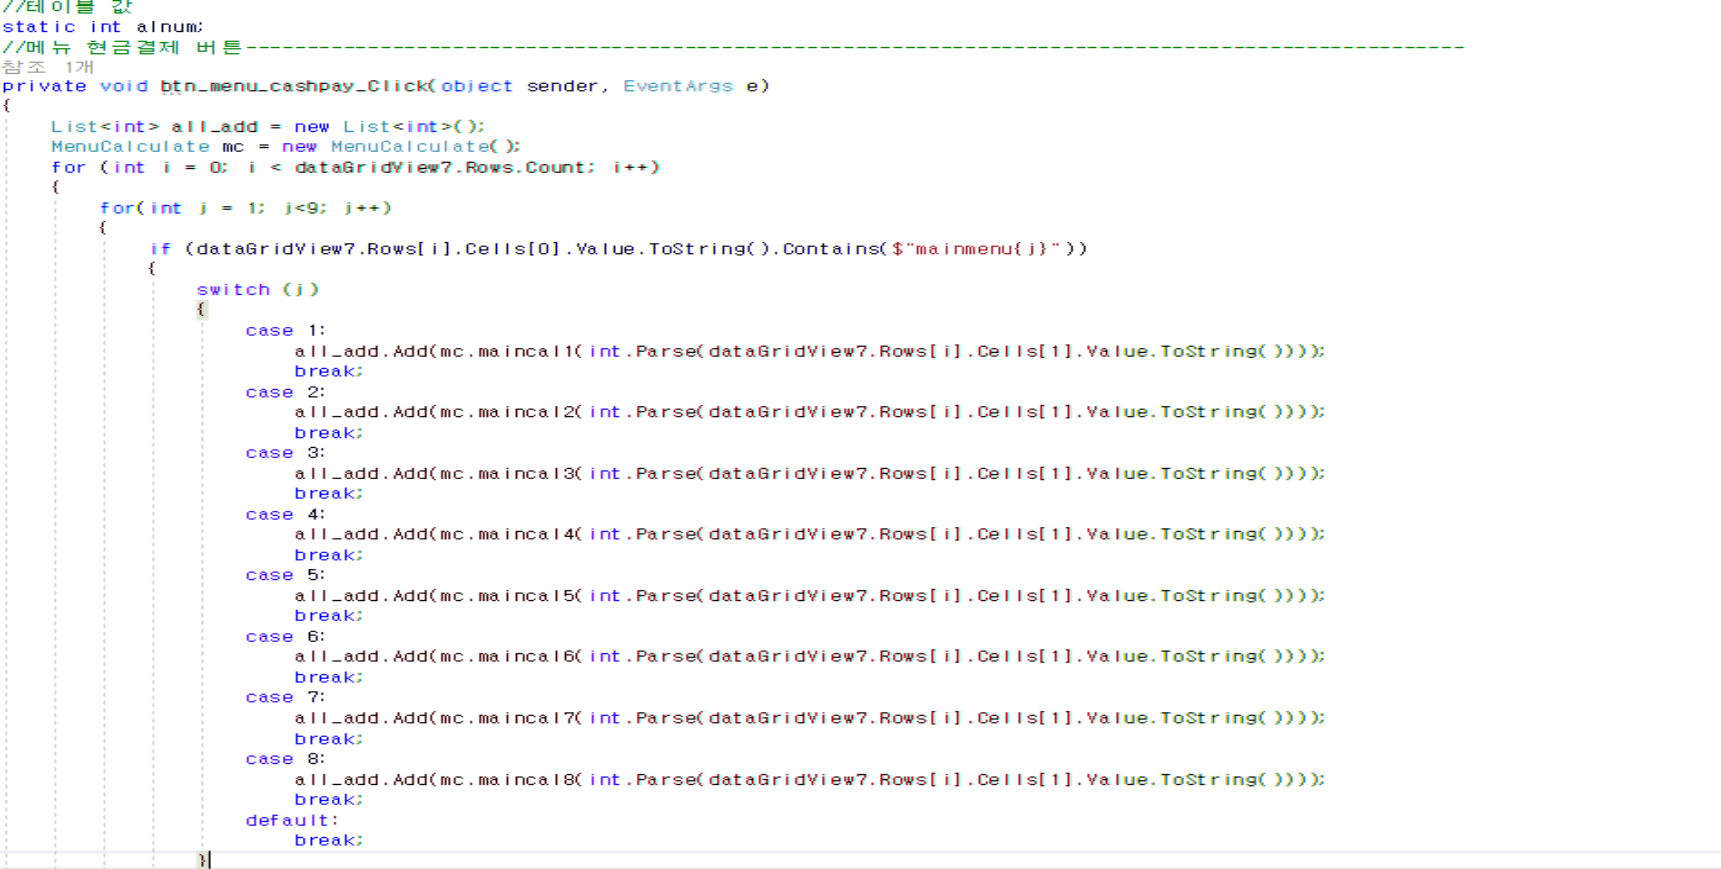 //테이블 값
static int alnum;
//메뉴 현금결제 버튼----------------------------------------------------------------------------------------------------
참조 1개
private void btn_menu_cashpay_Click(object sender, EventArgs e)
{
List<int> all_add = new List<int>();
MenuCalculate mc = new MenuCalculate();
for (int i = 0; i < dataGridView7.Rows.Count; i++)
{
for(int j = 1; j<9; j++)
{
if (dataGridView7.Rows[i].Cells[0].Value.ToString().Contains($"mainmenu{j}"))
{
switch (j)
{
case 1:
all_add.Add(mc.maincal1(int.Parse(dataGridView7.Rows[i].Cells[1].Value.ToString())));
break;
case 2:
all_add.Add(mc.maincal2(int.Parse(dataGridView7.Rows[i].Cells[1].Value.ToString())));
break;
case 3:
all_add.Add(mc.maincal3(int.Parse(dataGridView7.Rows[i].Cells[1].Value.ToString())));
break;
case 4:
all_add.Add(mc.maincal4(int.Parse(dataGridView7.Rows[i].Cells[1].Value.ToString())));
break;
case 5:
all_add.Add(mc.maincal5(int.Parse(dataGridView7.Rows[i].Cells[1].Value.ToString())));
break;
case 6:
all_add.Add(mc.maincal6(int.Parse(dataGridView7.Rows[i].Cells[1].Value.ToString())));
break;
case 7:
all_add.Add(mc.maincal7(int.Parse(dataGridView7.Rows[i].Cells[1].Value.ToString())));
break;
case 8:
all_add.Add(mc.maincal8(int.Parse(dataGridView7.Rows[i].Cells[1].Value.ToString())));
break;
default:
break;
}